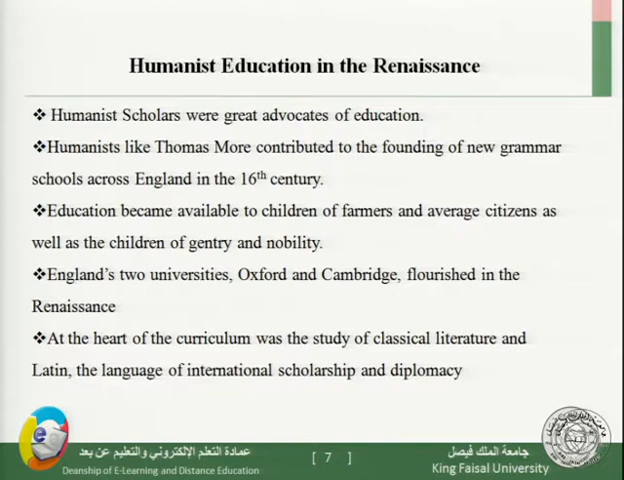 Humanist Education in the Renaissance
❖ Humanist Scholars were great advocates of education.
❖Humanists like Thomas More contributed to the founding of new grammar
schools across England in the 16th century.
❖Education became available to children of farmers and average citizens as
well as the children of gentry and nobility.
❖England's two universities, Oxford and Cambridge, flourished in the
Renaissance
❖At the heart of the curriculum was the study of classical literature and
Latin, the language of international scholarship and diplomacy
عمادة التعلم الإلكتروني والتعليم عن بعد
Deanship of E-Learning and Distance Education
[ 7 ]
جامعة الملك فيصل
King Faisal University